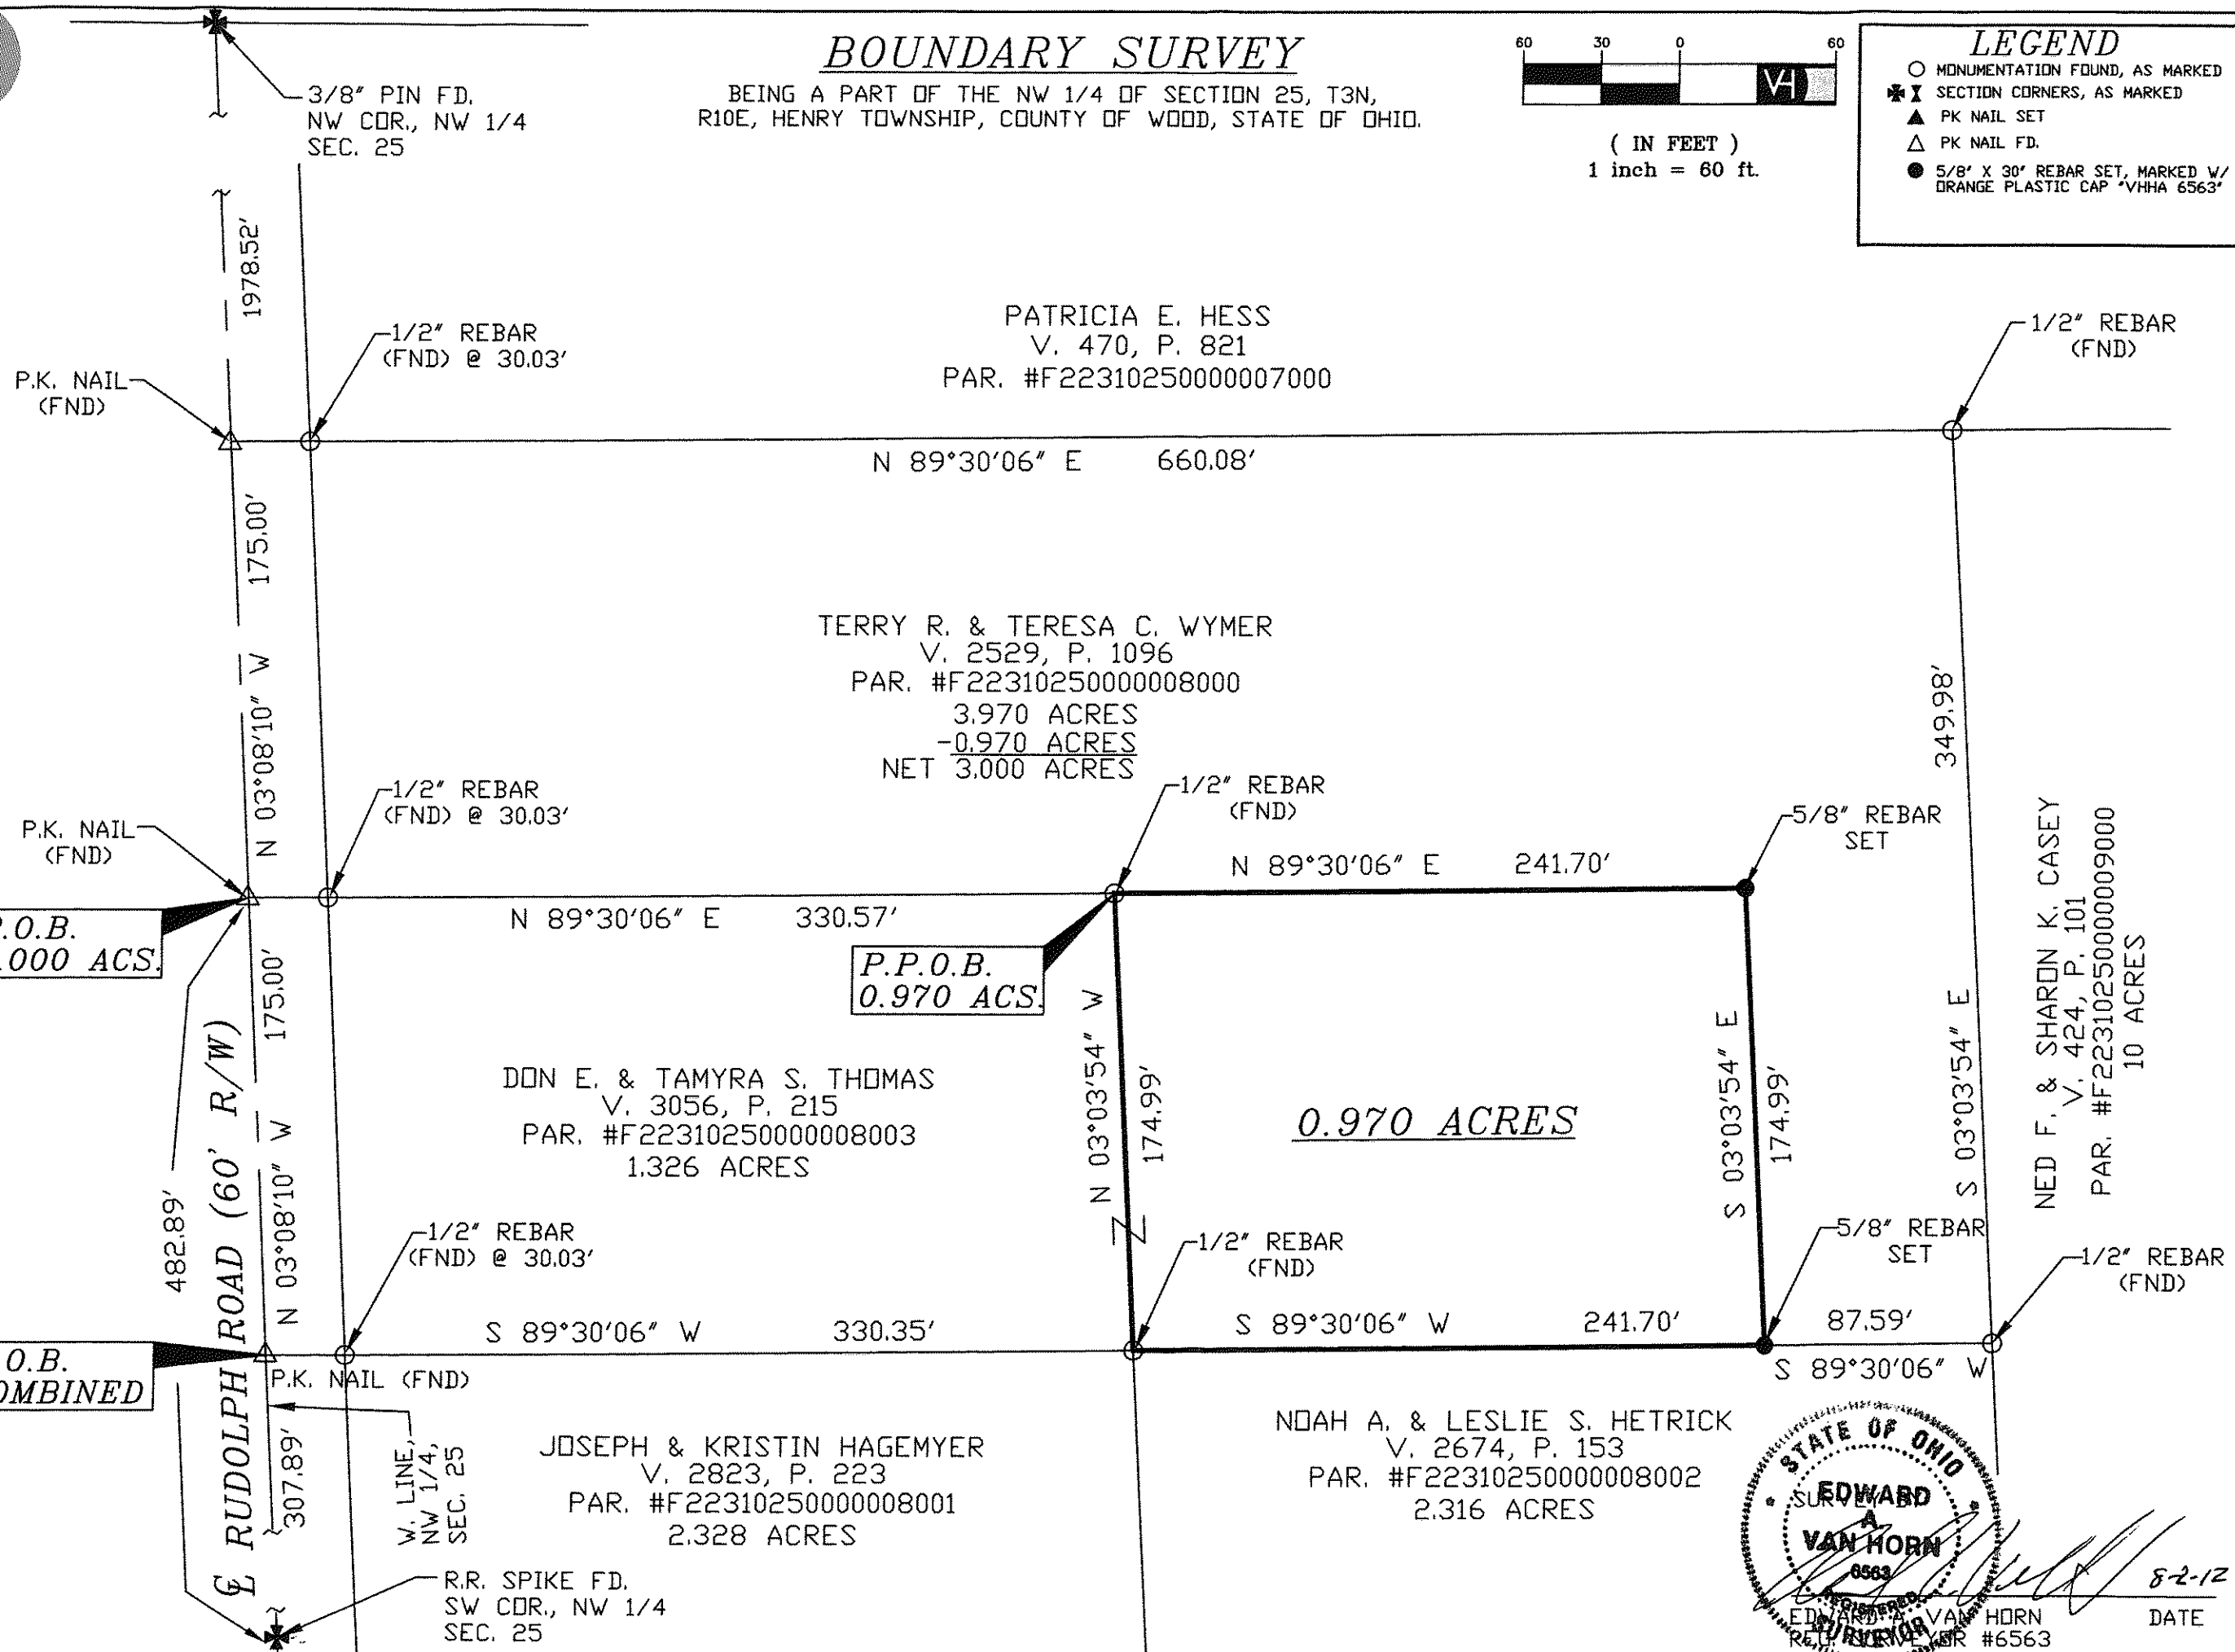 BOUNDARY SURVEY
BEING A PART OF THE NW 1/4 OF SECTION 25, T3N,
R10E, HENRY TOWNSHIP, COUNTY OF WOOD, STATE OF OHIO.
60 30 0 60
VH
( IN FEET )
1 inch = 60 ft.
LEGEND
MONUMENTATION FOUND, AS MARKED
SECTION CORNERS, AS MARKED
PK NAIL SET
PK NAIL FD.
5/8" X 30" REBAR SET, MARKED W/
ORANGE PLASTIC CAP "VHHA 6563"
3/8" PIN FD.
NW COR., NW 1/4
SEC. 25
1978.52'
1/2" REBAR
(FND) @ 30.03'
P.K. NAIL
(FND)
PATRICIA E. HESS
V. 470, P. 821
PAR. #F22310250000007000
1/2" REBAR
(FND)
N 89°30'06" E 660.08'
N 03°08'10" W 175.00'
TERRY R. & TERESA C. WYMER
V. 2529, P. 1096
PAR. #F22310250000008000
3.970 ACRES
-0.970 ACRES
NET 3.000 ACRES
349.98'
S 03°03'54" E
NED F. & SHARON K. CASEY
V. 424, P. 101
PAR. #F22310250000009000
10 ACRES
P.K. NAIL
(FND)
1/2" REBAR
(FND) @ 30.03'
1/2" REBAR
(FND)
5/8" REBAR
SET
N 89°30'06" E 241.70'
N 89°30'06" E 330.57'
.O.B.
.000 ACS.
P.P.O.B.
0.970 ACS.
N 03°08'10" W 175.00'
482.89'
℄ RUDOLPH ROAD (60' R/W)
DON E. & TAMYRA S. THOMAS
V. 3056, P. 215
PAR. #F22310250000008003
1.326 ACRES
N 03°03'54" W
174.99'
0.970 ACRES
S 03°03'54" E
174.99'
1/2" REBAR
(FND) @ 30.03'
1/2" REBAR
(FND)
5/8" REBAR
SET
1/2" REBAR
(FND)
S 89°30'06" W 330.35'
S 89°30'06" W 241.70'
87.59'
S 89°30'06" W
O.B.
OMBINED
P.K. NAIL (FND)
307.89'
W. LINE,
NW 1/4,
SEC. 25
JOSEPH & KRISTIN HAGEMYER
V. 2823, P. 223
PAR. #F22310250000008001
2.328 ACRES
NOAH A. & LESLIE S. HETRICK
V. 2674, P. 153
PAR. #F22310250000008002
2.316 ACRES
R.R. SPIKE FD.
SW COR., NW 1/4
SEC. 25
STATE OF OHIO
SURVEY BY
EDWARD
A
VAN HORN
6563
REGISTERED
SURVEYOR
8-2-12
EDWARD A. VAN HORN
REG. SURVEYOR #6563
DATE